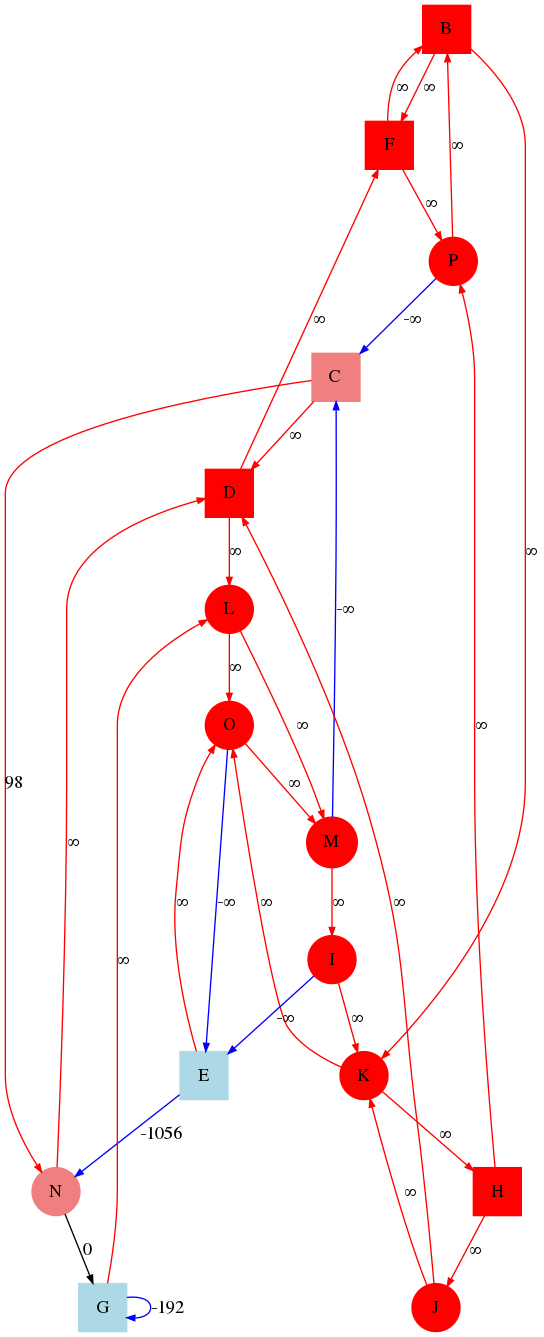 B
∞ ∞
F
∞
∞
P
∞ -∞
C
∞
D
∞ ∞
L
-∞
∞
O
∞ ∞
98 ∞
M
∞ -∞ ∞ ∞ ∞
I
∞
-∞ ∞
E
K
-1056 ∞
N
∞ H
0 ∞
G
-192
J